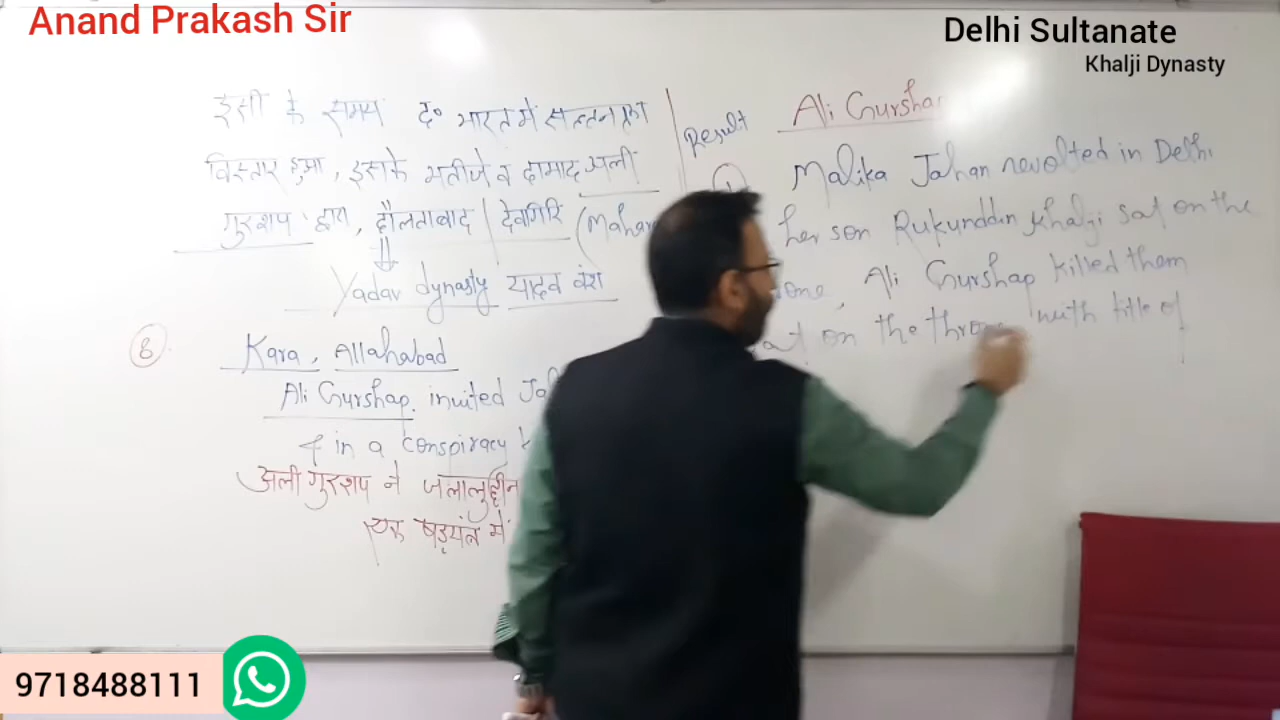 Anand Prakash Sir
Delhi Sultanate
Khalji Dynasty
इसी के समय द० भारत में सल्तनत का
विस्तार हुआ, इसके भतीजे व दामाद अली
गुरशप द्वारा, दौलताबाद | देवगिरि (Mahar
Yadav dynasty यादव वंश
8
Kara, Allahabad
Ali Gurshap invited Jal
& in a conspiracy
अली गुरशप ने जलालुद्दीन
एक षड्यंत्र में
Result
Ali Gurshap
Malika Jahan revolted in Delhi
her son Rukunddin Khalji sat on the
Ali Gurshap killed them
on the throne with title of
9718488111